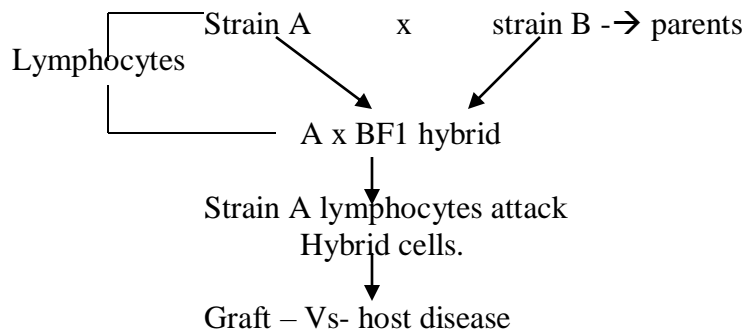 Strain A x strain B -→ parents
Lymphocytes
A x BF1 hybrid
Strain A lymphocytes attack
Hybrid cells.
Graft – Vs- host disease